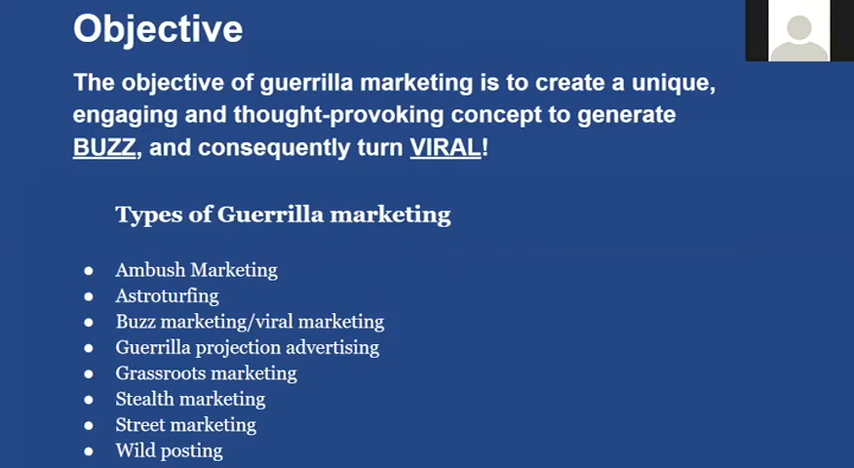 Objective
The objective of guerrilla marketing is to create a unique,
engaging and thought-provoking concept to generate
BUZZ, and consequently turn VIRAL!
Types of Guerrilla marketing
● Ambush Marketing
● Astroturfing
● Buzz marketing/viral marketing
● Guerrilla projection advertising
● Grassroots marketing
● Stealth marketing
● Street marketing
● Wild posting